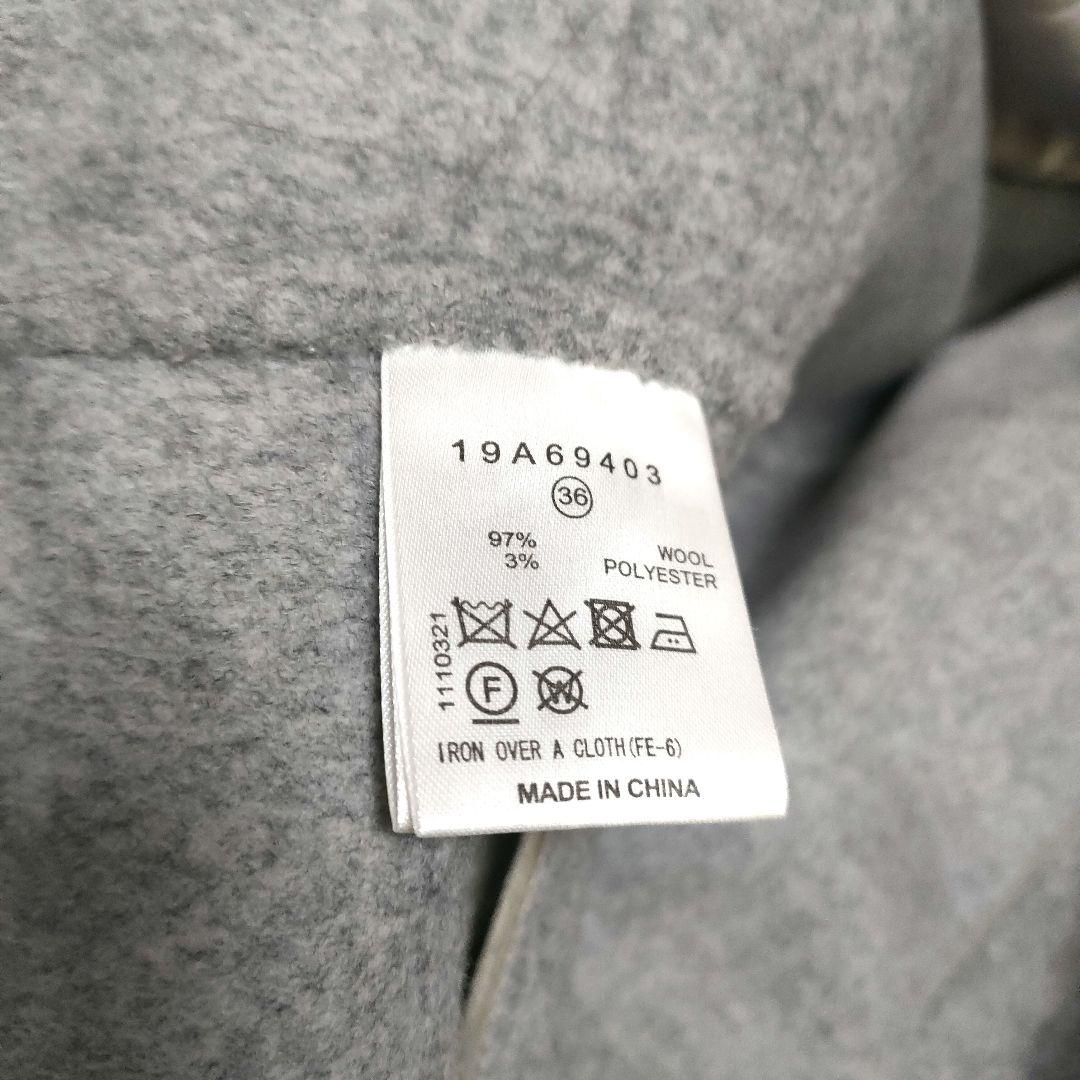 19A69403
36
97% WOOL
3% POLYESTER
1110321
F W
IRON OVER A CLOTH(FE-6)
MADE IN CHINA